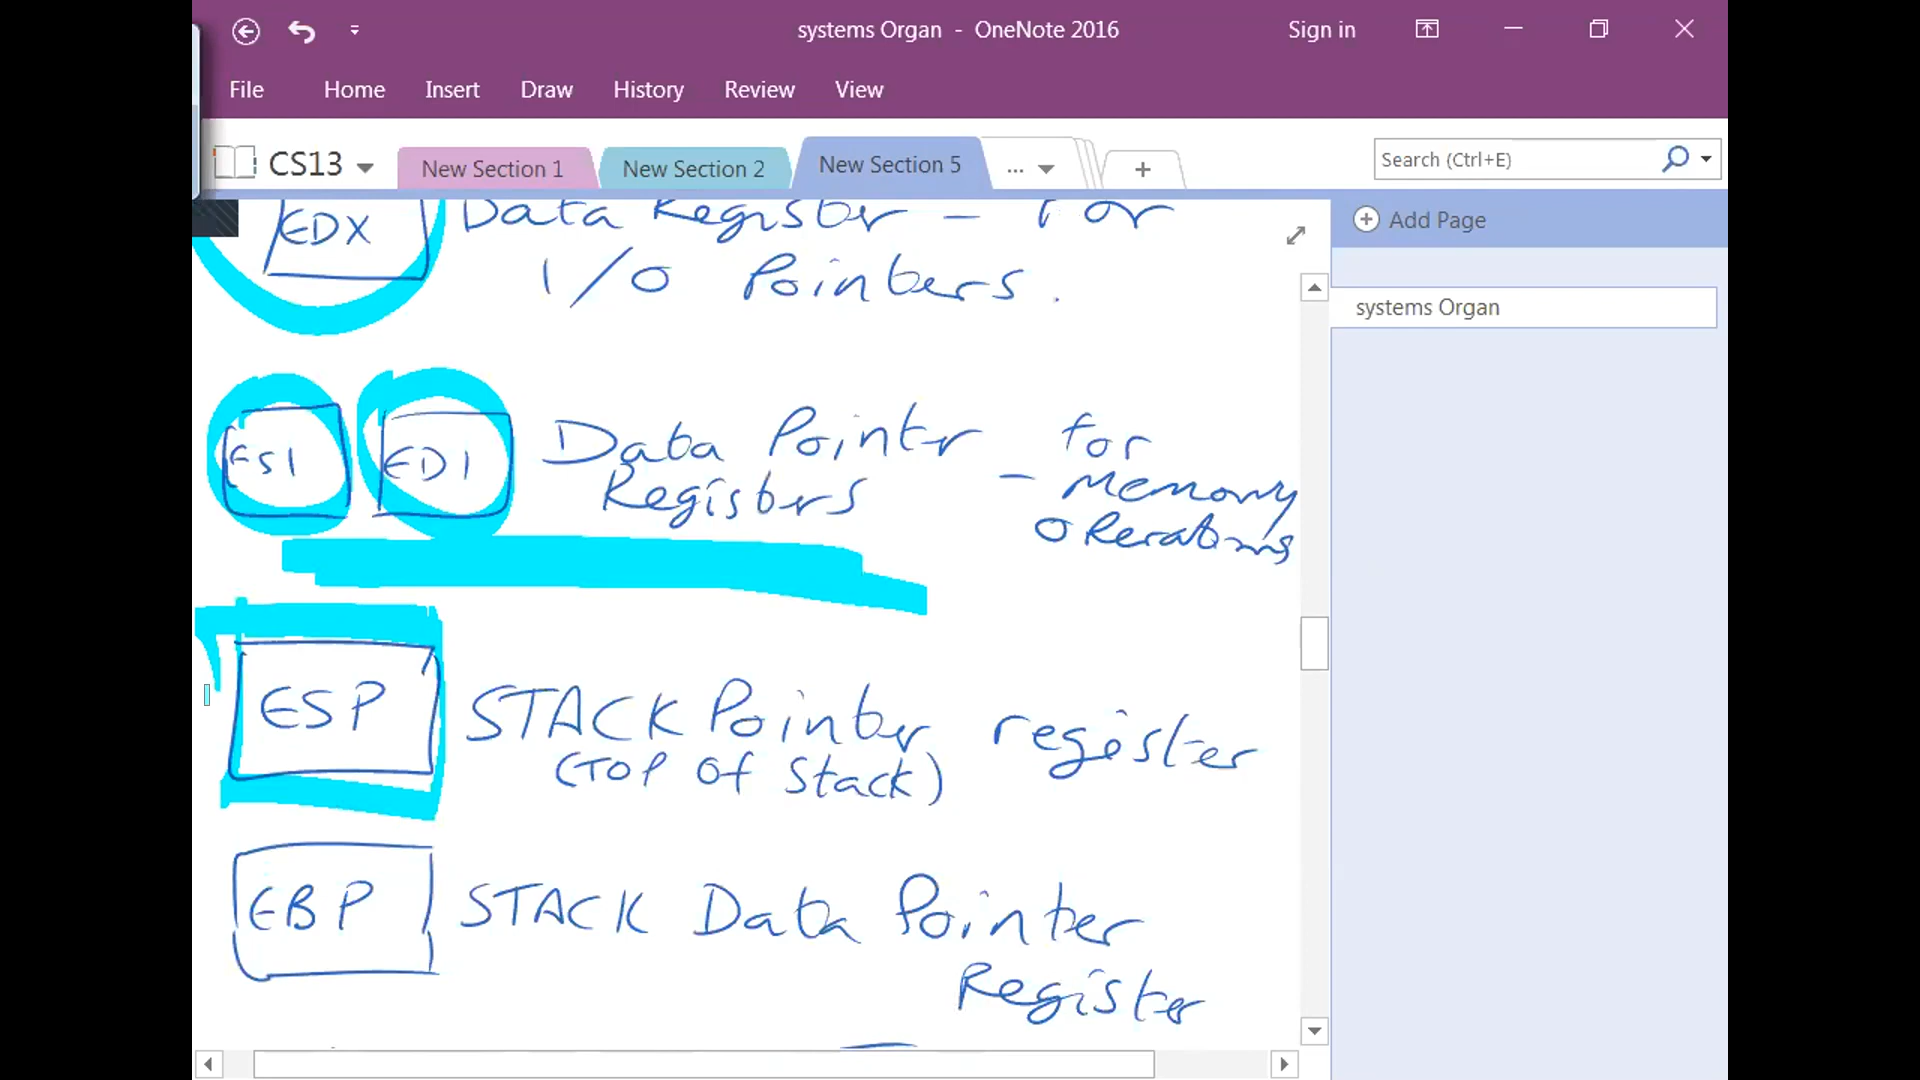 systems Organ - OneNote 2016
Sign in
File Home Insert Draw History Review View
CS13
New Section 1
New Section 2
New Section 5
...
Search (Ctrl+E)
Add Page
systems Organ
EDX Data Register - For
I/O Pointers.
ESI EDI Data Pointer - for
Registers Memory
operations
ESP STACK Pointer register
(TOP of Stack)
EBP STACK Data Pointer
Register